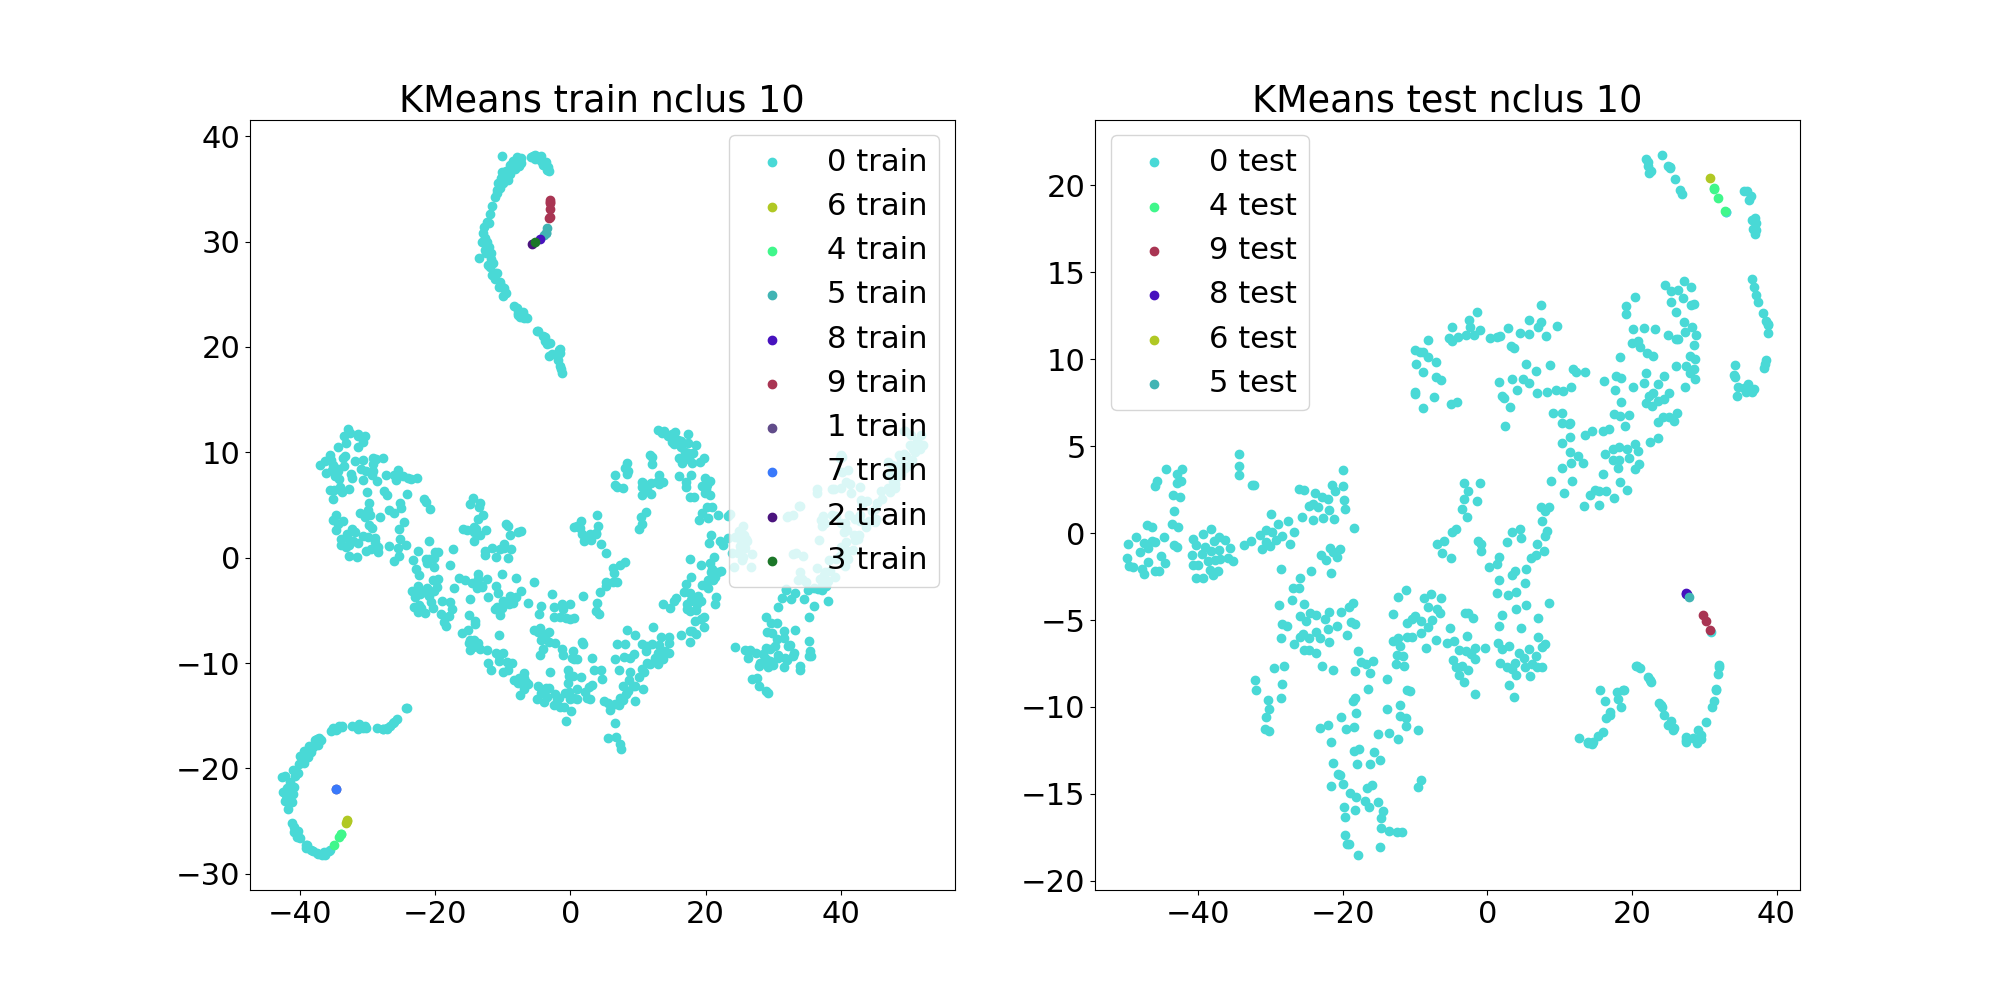 KMeans train nclus 10
40
30
20
10
0
−10
−20
−30
−40
−20
0
20
40
0 train
6 train
4 train
5 train
8 train
9 train
1 train
7 train
2 train
3 train
KMeans test nclus 10
20
15
10
5
0
−5
−10
−15
−20
−40
−20
0
20
40
0 test
4 test
9 test
8 test
6 test
5 test